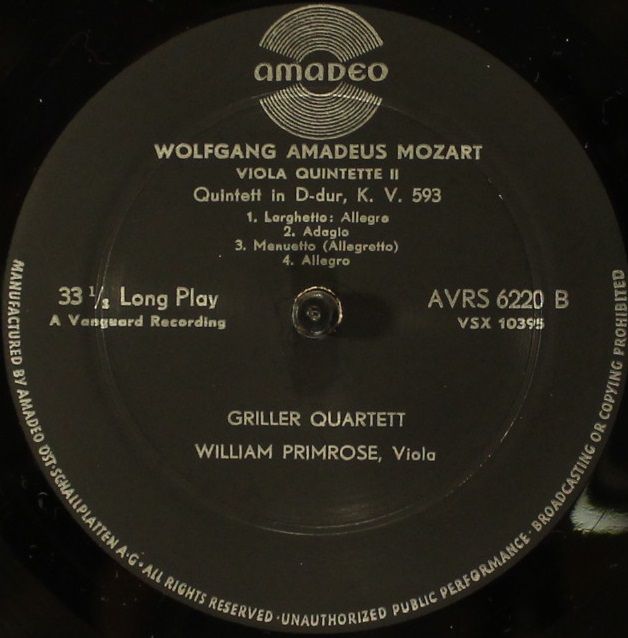 amadeo
WOLFGANG AMADEUS MOZART
VIOLA QUINTETTE II
Quintett in D-dur, K. V. 593
1. Larghetto: Allegro
2. Adagio
3. Menuetto (Allegretto)
4. Allegro
33 1/3 Long Play
A Vanguard Recording
AVRS 6220 B
VSX 10395
GRILLER QUARTETT
WILLIAM PRIMROSE, Viola
MANUFACTURED BY AMADEO ÖST·SCHALLPLATTEN A·G·ALL RIGHTS RESERVED·UNAUTHORIZED PUBLIC PERFORMANCE·BROADCASTING OR COPYING PROHIBITED